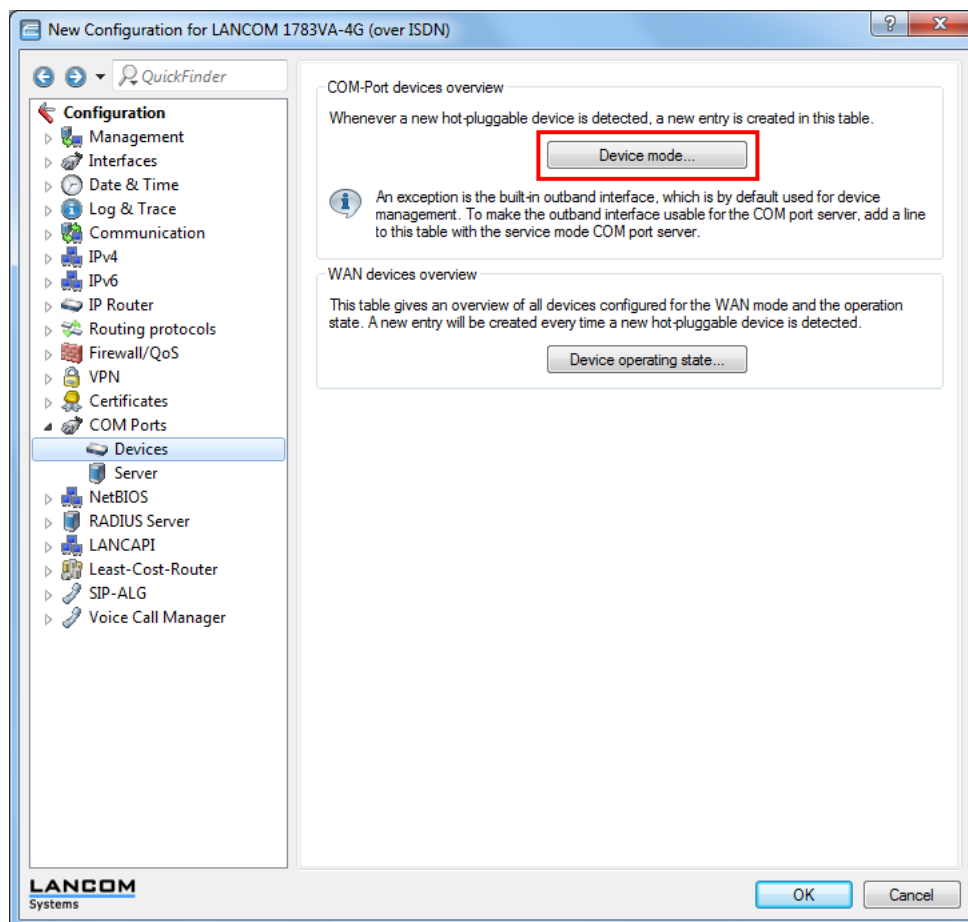 New Configuration for LANCOM 1783VA-4G (over ISDN)
QuickFinder
Configuration
Management
Interfaces
Date & Time
Log & Trace
Communication
IPv4
IPv6
IP Router
Routing protocols
Firewall/QoS
VPN
Certificates
COM Ports
Devices
Server
NetBIOS
RADIUS Server
LANCAPI
Least-Cost-Router
SIP-ALG
Voice Call Manager
COM-Port devices overview
Whenever a new hot-pluggable device is detected, a new entry is created in this table.
Device mode...
An exception is the built-in outband interface, which is by default used for device
management. To make the outband interface usable for the COM port server, add a line
to this table with the service mode COM port server.
WAN devices overview
This table gives an overview of all devices configured for the WAN mode and the operation
state. A new entry will be created every time a new hot-pluggable device is detected.
Device operating state...
LANCOM
Systems
OK
Cancel